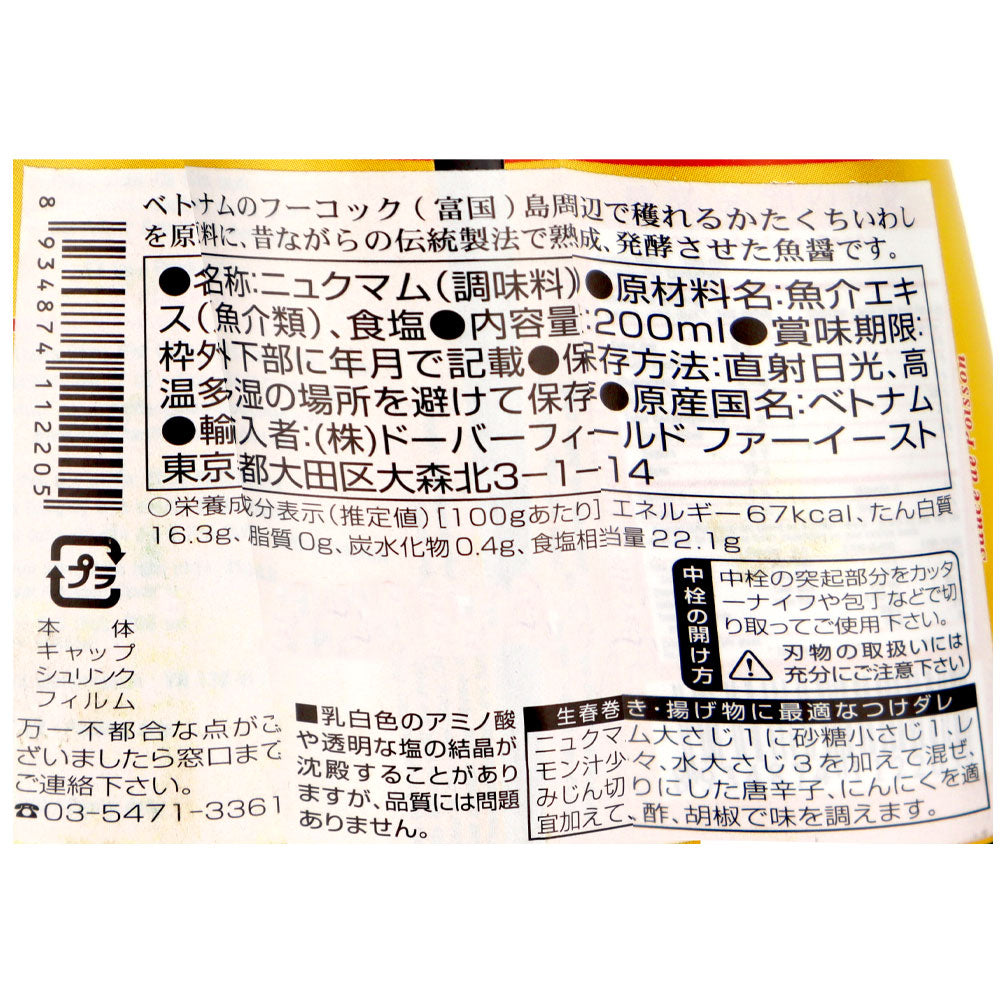 ベトナムのフーコック(富国)島周辺で穫れるかたくちいわし
を原料に、昔ながらの伝統製法で熟成、発酵させた魚醤です。
●名称:ニュクマム(調味料)●原材料名:魚介エキ
ス(魚介類)、食塩●内容量:200ml●賞味期限:
枠外下部に年月で記載●保存方法:直射日光、高
温多湿の場所を避けて保存●原産国名:ベトナム
●輸入者:(株)ドーバーフィールド ファーイースト
東京都大田区大森北3-1-14
○栄養成分表示(推定値)[100gあたり] エネルギー67kcal、たん白質
16.3g、脂質0g、炭水化物0.4g、食塩相当量22.1g
8934874112205
プラ
本体
キャップ
シュリンク
フィルム
万一不都合な点がご
ざいましたら窓口まで
ご連絡下さい。
☎03-5471-3361
■乳白色のアミノ酸
や透明な塩の結晶が
沈殿することがあり
ますが、品質には問題
ありません。
中栓の開け方
中栓の突起部分をカッタ
ーナイフや包丁などで切
り取ってご使用下さい。
刃物の取扱いには
充分にご注意下さい
生春巻き・揚げ物に最適なつけダレ
ニュクマム大さじ1に砂糖小さじ1、レ
モン汁少々、水大さじ3を加えて混ぜ、
みじん切りにした唐辛子、にんにくを適
宜加えて、酢、胡椒で味を調えます。
Sauce de Poisson